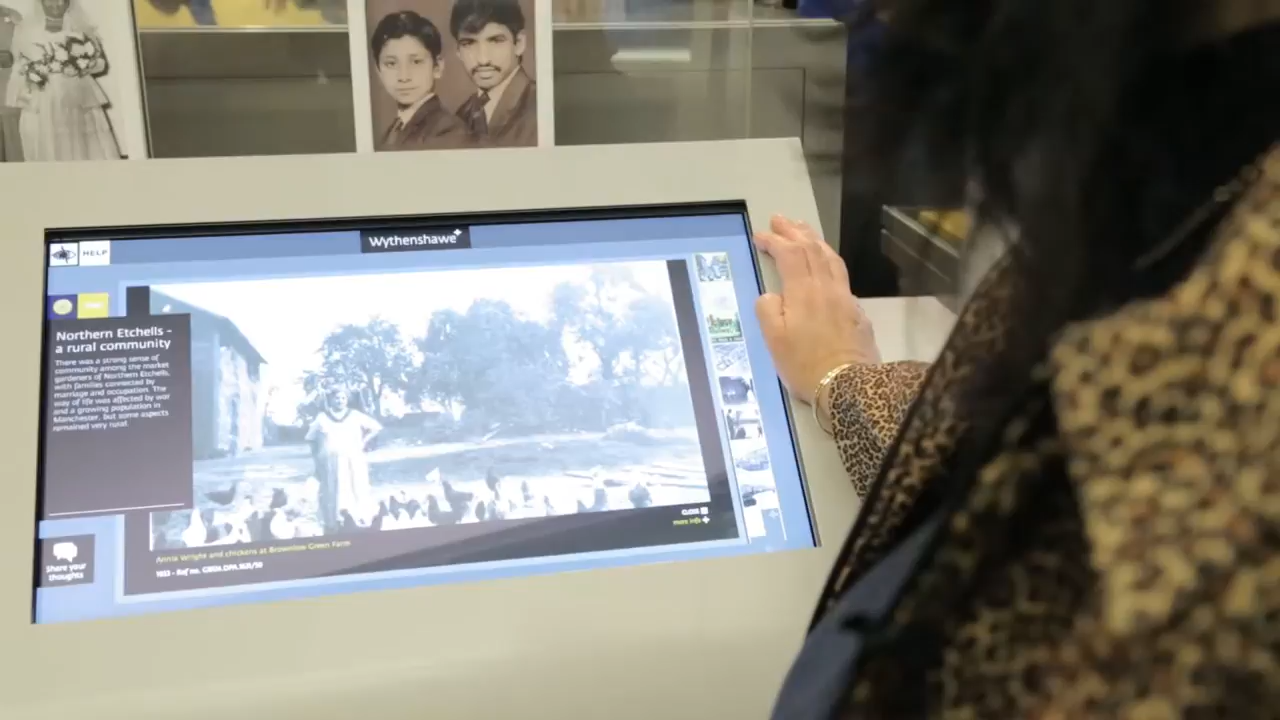 HELP
Wythenshawe
Northern Etchells -
a rural community
There was a strong sense of
community among the market
gardeners of Northern Etchells,
with families connected by
marriage and occupation. The
way of life was affected by war
and a growing population in
Manchester, but some aspects
remained very rural.
CLOSE
more info
Annie Wright and chickens at Brownlow Green Farm
Share your
thoughts